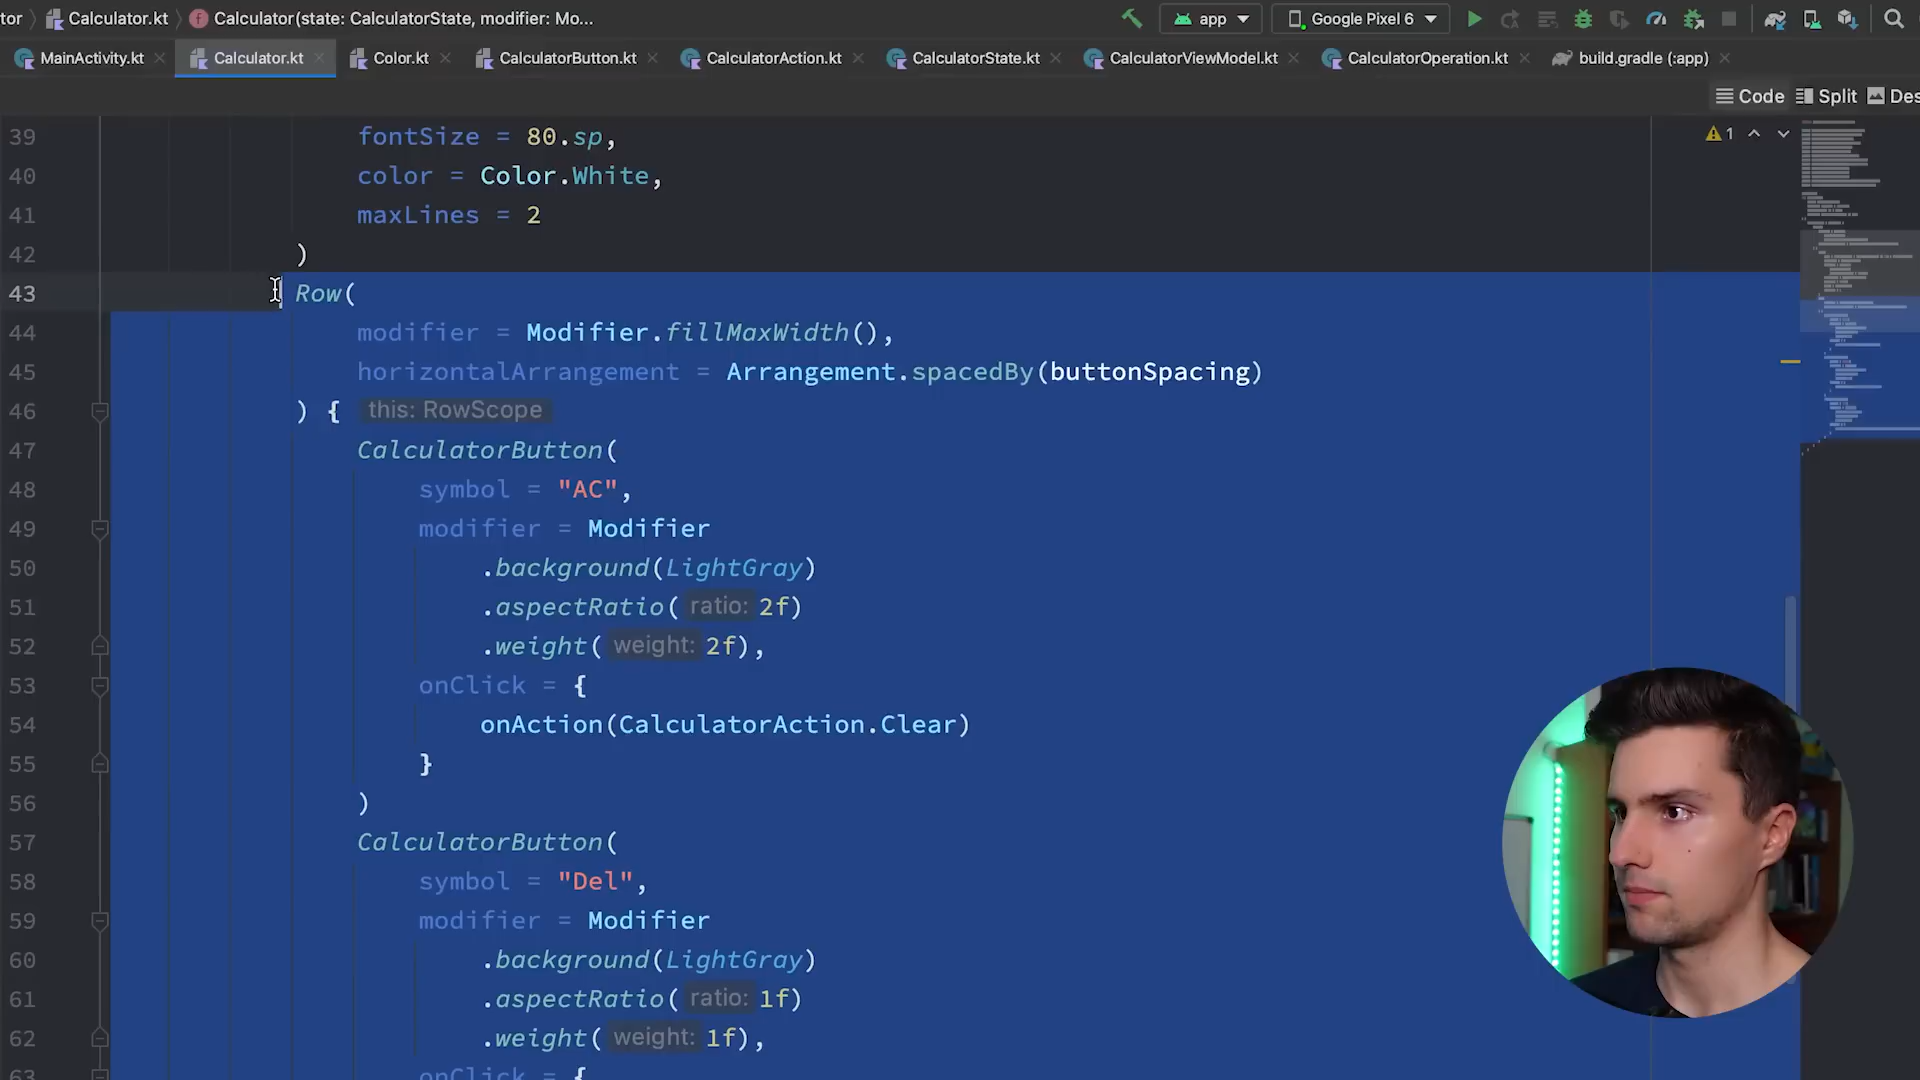 tor Calculator.kt Calculator(state: CalculatorState, modifier: Mo... app Google Pixel 6
MainActivity.kt Calculator.kt Color.kt CalculatorButton.kt CalculatorAction.kt CalculatorState.kt CalculatorViewModel.kt CalculatorOperation.kt build.gradle (:app)
Code Split Des
39 fontSize = 80.sp, 1
40 color = Color.White,
41 maxLines = 2
42 )
43 Row(
44 modifier = Modifier.fillMaxWidth(),
45 horizontalArrangement = Arrangement.spacedBy(buttonSpacing)
46 ) { this: RowScope
47 CalculatorButton(
48 symbol = "AC",
49 modifier = Modifier
50 .background(LightGray)
51 .aspectRatio( ratio: 2f)
52 .weight( weight: 2f),
53 onClick = {
54 onAction(CalculatorAction.Clear)
55 }
56 )
57 CalculatorButton(
58 symbol = "Del",
59 modifier = Modifier
60 .background(LightGray)
61 .aspectRatio( ratio: 1f)
62 .weight( weight: 1f),
63 onClick = {